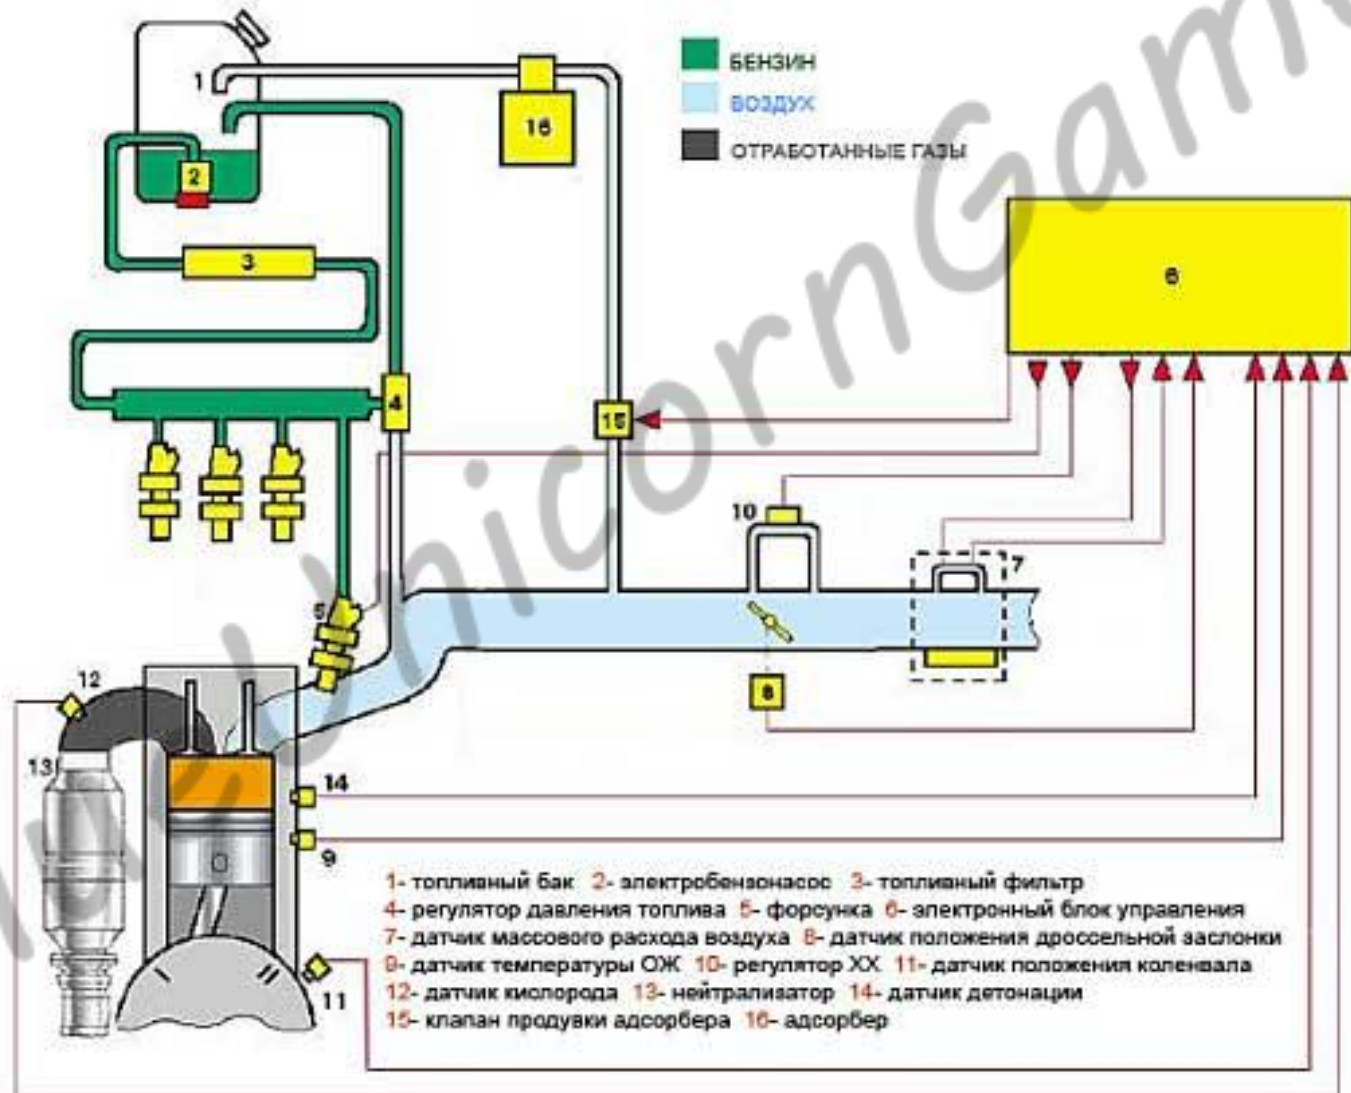 1
16
БЕНЗИН
ВОЗДУХ
ОТРАБОТАННЫЕ ГАЗЫ
2
3
6
4
15
10
7
5
8
12
13
14
9
11
1- топливный бак 2- электробензонасос 3- топливный фильтр
4- регулятор давления топлива 5- форсунка 6- электронный блок управления
7- датчик массового расхода воздуха 8- датчик положения дроссельной заслонки
9- датчик температуры ОЖ 10- регулятор ХХ 11- датчик положения коленвала
12- датчик кислорода 13- нейтрализатор 14- датчик детонации
15- клапан продувки адсорбера 16- адсорбер